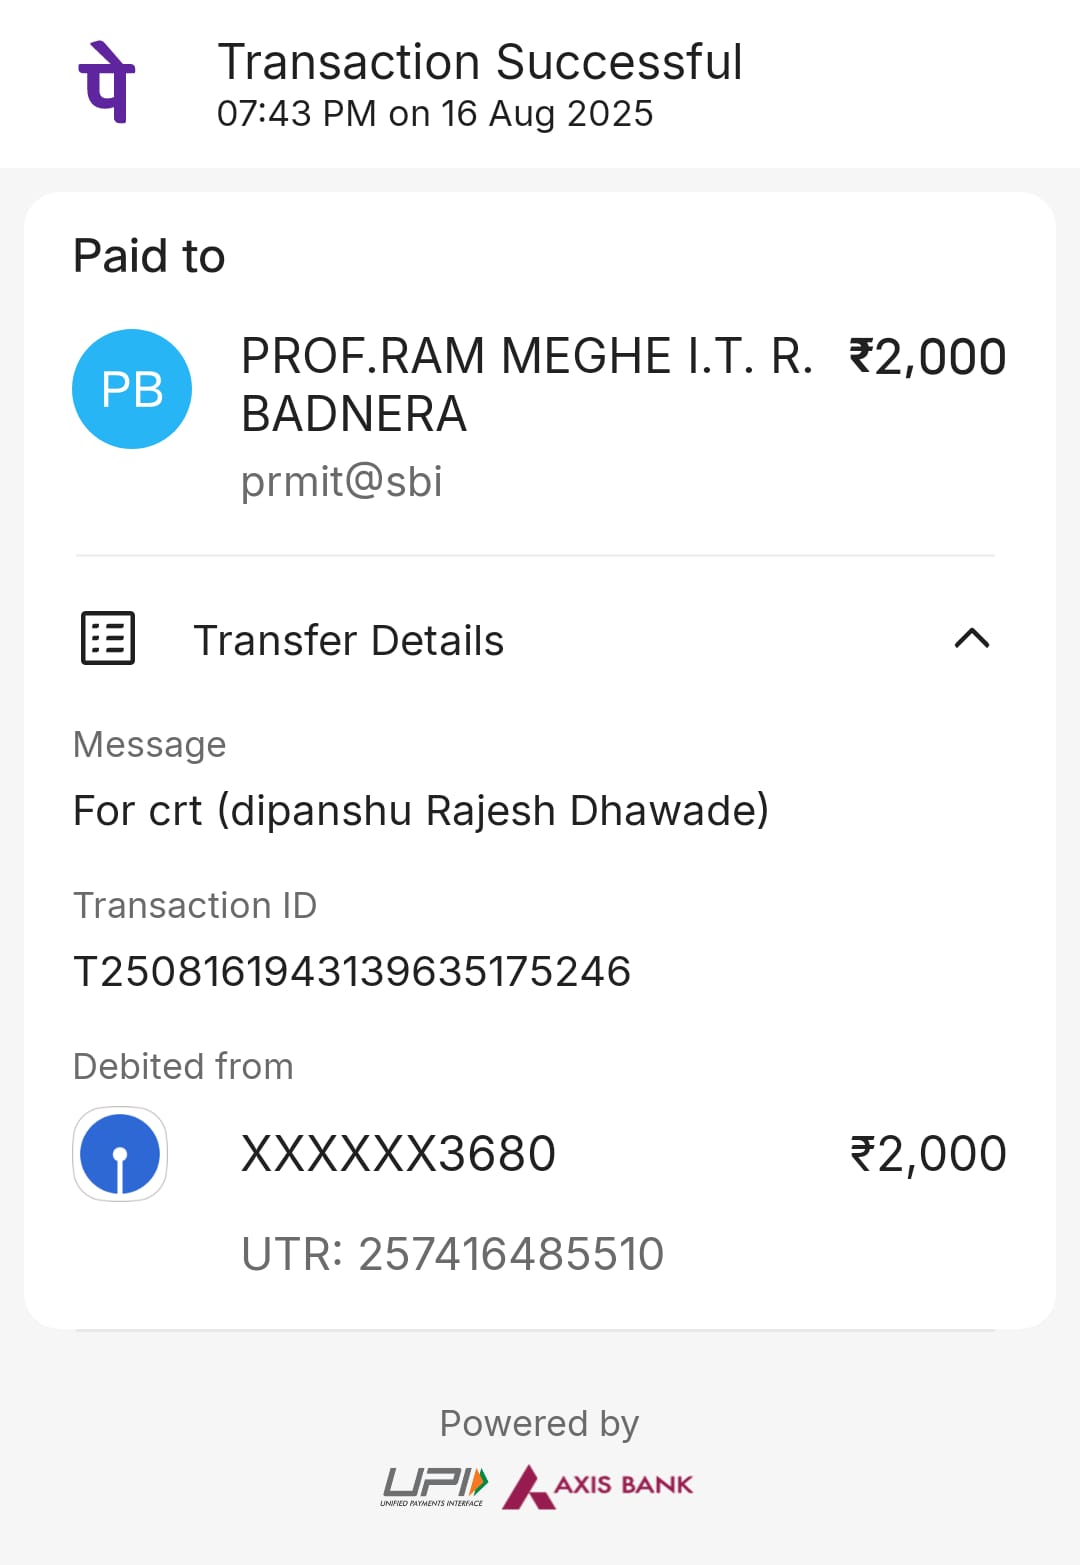 पे
Transaction Successful
07:43 PM on 16 Aug 2025
Paid to
PB
PROF.RAM MEGHE I.T. R. ₹2,000
BADNERA
prmit@sbi
Transfer Details
Message
For crt (dipanshu Rajesh Dhawade)
Transaction ID
T2508161943139635175246
Debited from
XXXXXX3680 ₹2,000
UTR: 257416485510
Powered by
UPI AXIS BANK
UNIFIED PAYMENTS INTERFACE